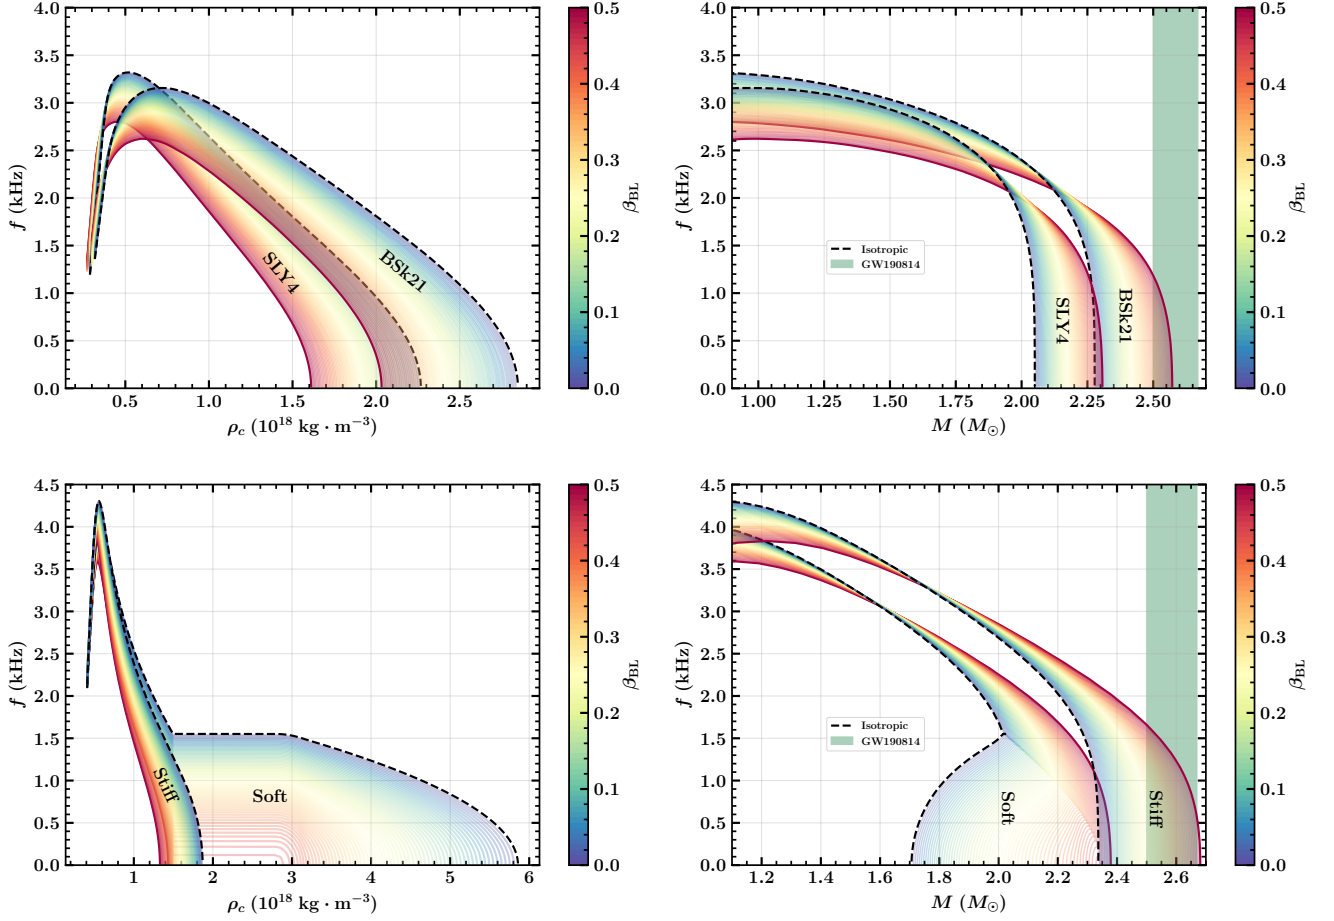 4.0
3.5
3.0
2.5
2.0
1.5
1.0
0.5
0.0
f (kHz)
SLY4
BSk21
0.5 1.0 1.5 2.0 2.5
ρc (10¹⁸ kg · m⁻³)
0.5
0.4
0.3
0.2
0.1
0.0
βBL
4.0
3.5
3.0
2.5
2.0
1.5
1.0
0.5
0.0
f (kHz)
Isotropic
GW190814
SLY4
BSk21
1.00 1.25 1.50 1.75 2.00 2.25 2.50
M (M⊙)
0.5
0.4
0.3
0.2
0.1
0.0
βBL
4.5
4.0
3.5
3.0
2.5
2.0
1.5
1.0
0.5
0.0
f (kHz)
Stiff
Soft
1 2 3 4 5 6
ρc (10¹⁸ kg · m⁻³)
0.5
0.4
0.3
0.2
0.1
0.0
βBL
4.5
4.0
3.5
3.0
2.5
2.0
1.5
1.0
0.5
0.0
f (kHz)
Isotropic
GW190814
Soft
Stiff
1.2 1.4 1.6 1.8 2.0 2.2 2.4 2.6
M (M⊙)
0.5
0.4
0.3
0.2
0.1
0.0
βBL